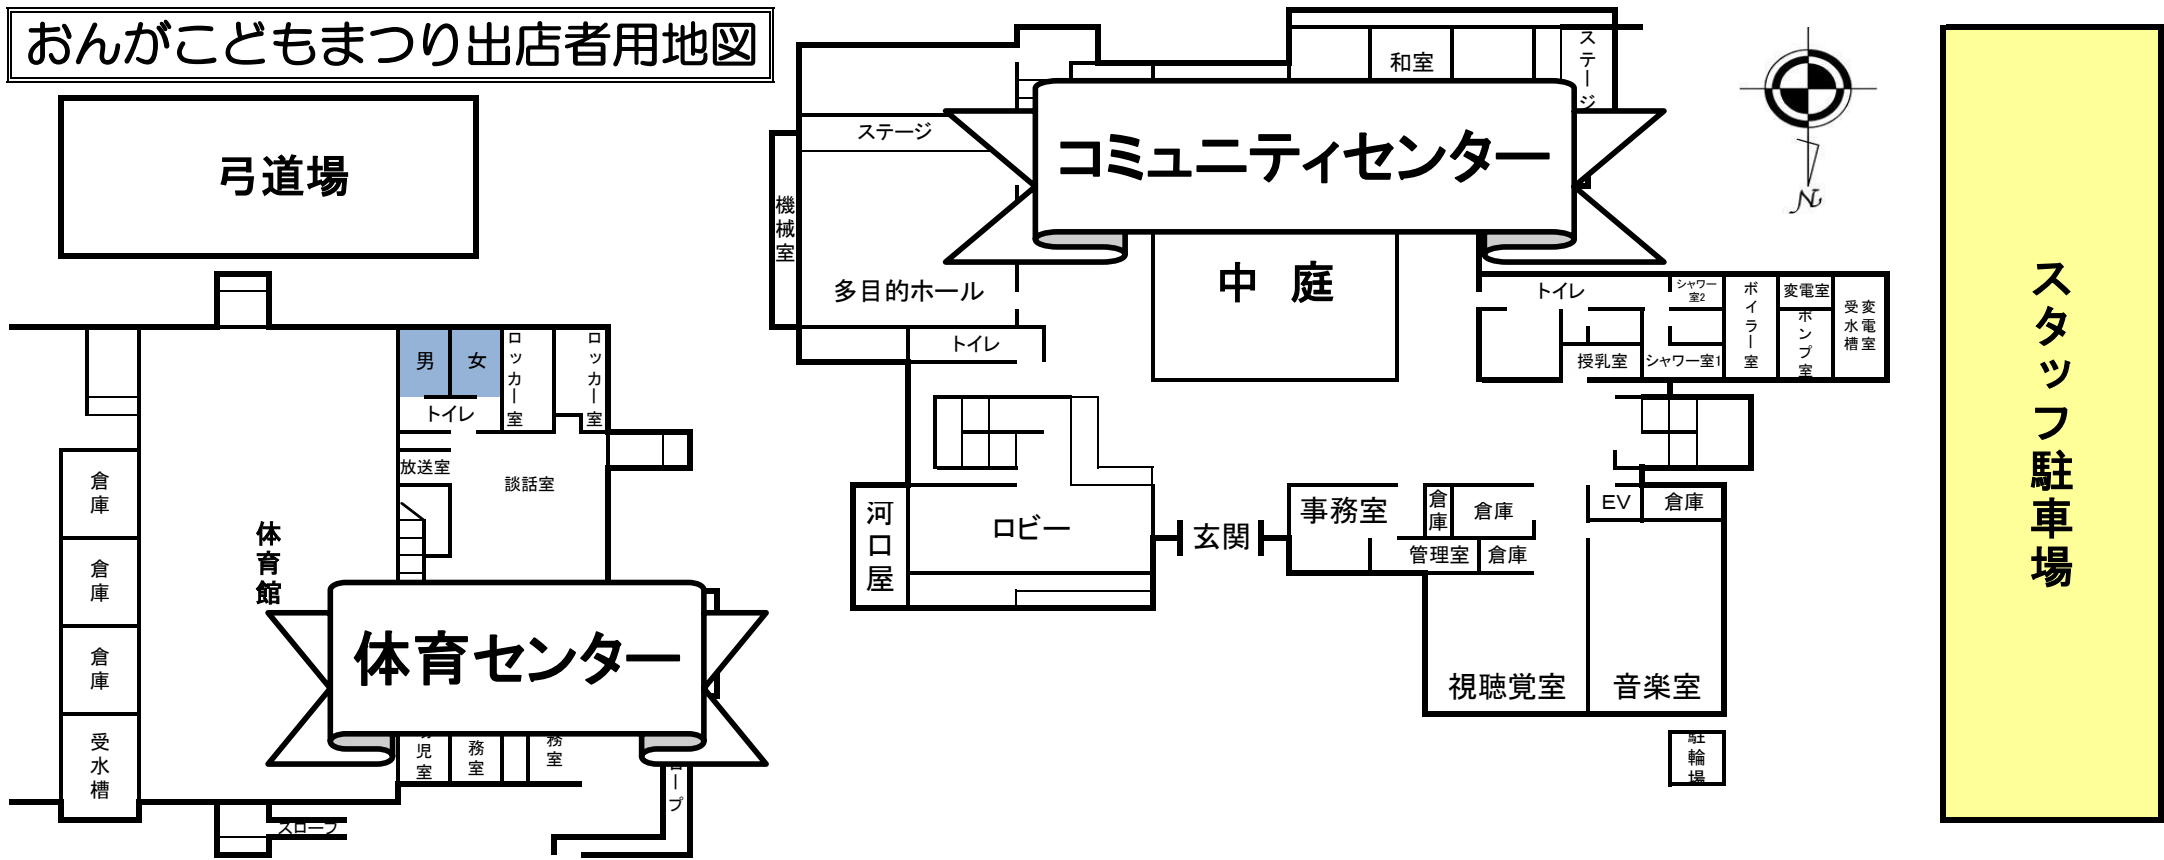 おんがこどもまつり出店者用地図
弓道場
コミュニティセンター
和室
ステージ
ステージ
機械室
多目的ホール
トイレ
中庭
トイレ
シャワー
室2
ボイラー室
変電室
ポンプ室
変電室
受水槽
授乳室
シャワー室1
N
スタッフ駐車場
男
女
トイレ
ロッカー室
ロッカー室
放送室
談話室
倉庫
倉庫
倉庫
受水槽
体育館
体育センター
児室
務室
務室
ロープ
スロープ
河口屋
ロビー
玄関
事務室
倉庫
倉庫
管理室
倉庫
EV
倉庫
視聴覚室
音楽室
駐輪場